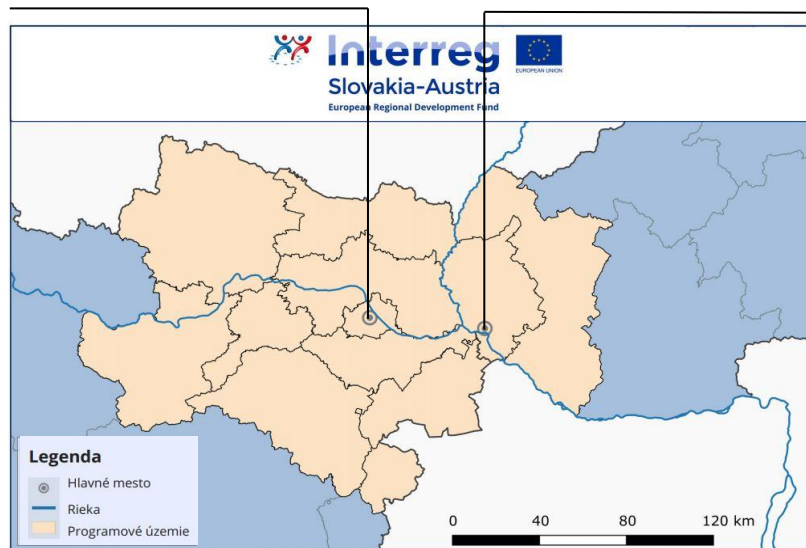 Interreg
EUROPEAN UNION
Slovakia-Austria
European Regional Development Fund
Legenda
Hlavné mesto
Rieka
Programové územie
0 40 80 120 km